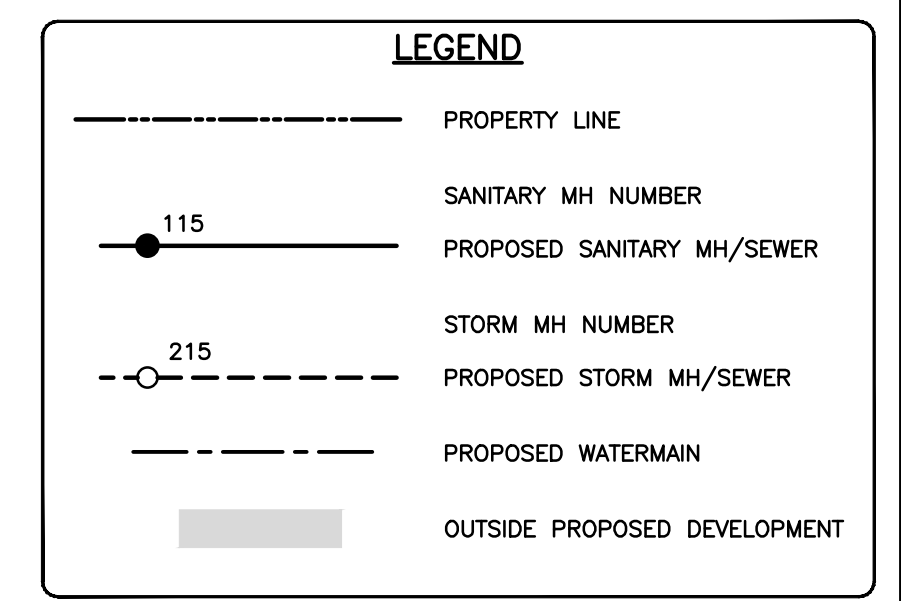 LEGEND
PROPERTY LINE
SANITARY MH NUMBER
115
PROPOSED SANITARY MH/SEWER
STORM MH NUMBER
215
PROPOSED STORM MH/SEWER
PROPOSED WATERMAIN
OUTSIDE PROPOSED DEVELOPMENT